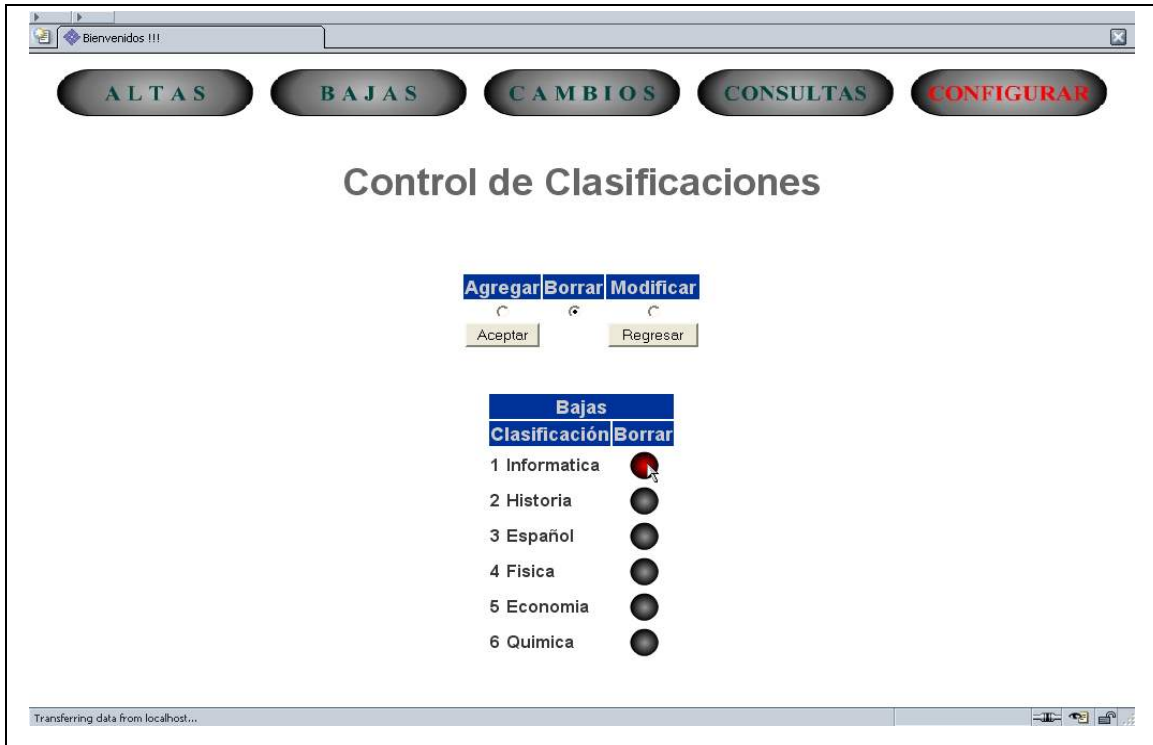 Bienvenidos !!!
ALTAS BAJAS CAMBIOS CONSULTAS CONFIGURAR
Control de Clasificaciones
Agregar Borrar Modificar
Aceptar Regresar
Bajas
Clasificación Borrar
1 Informatica
2 Historia
3 Español
4 Fisica
5 Economia
6 Quimica
Transferring data from localhost...